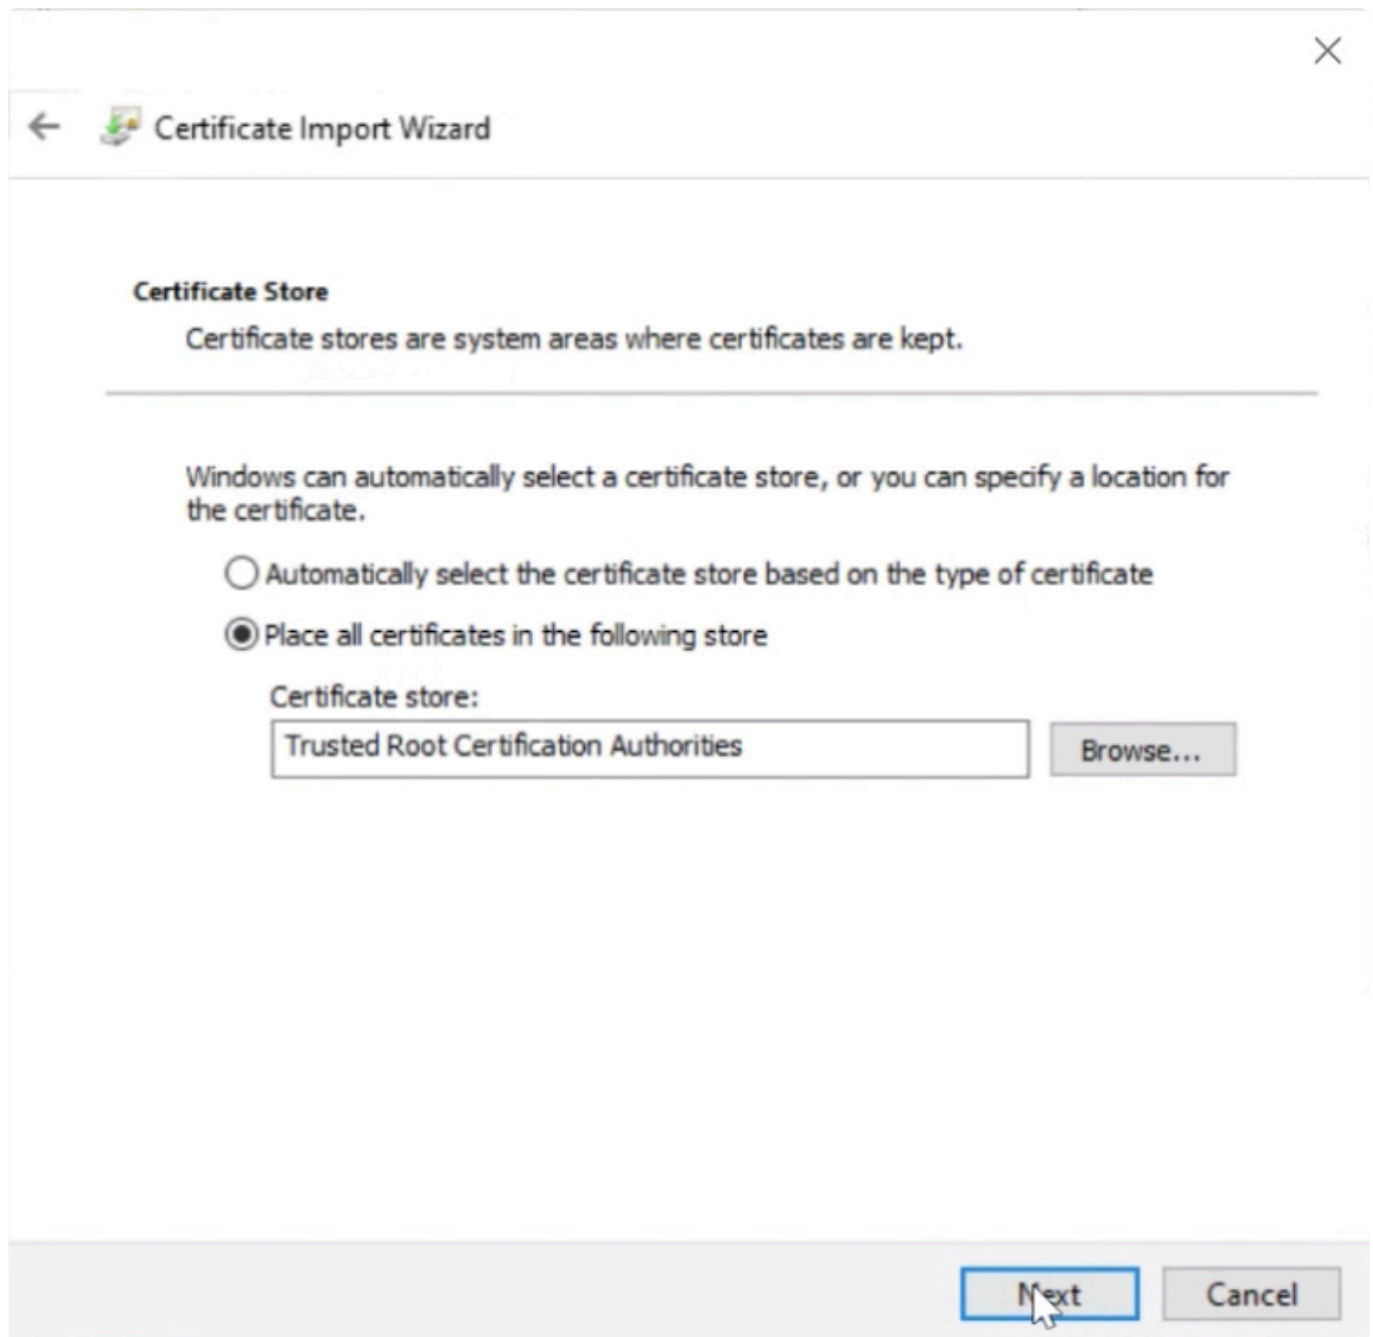 Certificate Import Wizard
Certificate Store
Certificate stores are system areas where certificates are kept.
Windows can automatically select a certificate store, or you can specify a location for
the certificate.
Automatically select the certificate store based on the type of certificate
Place all certificates in the following store
Certificate store:
Trusted Root Certification Authorities
Browse...
Next
Cancel